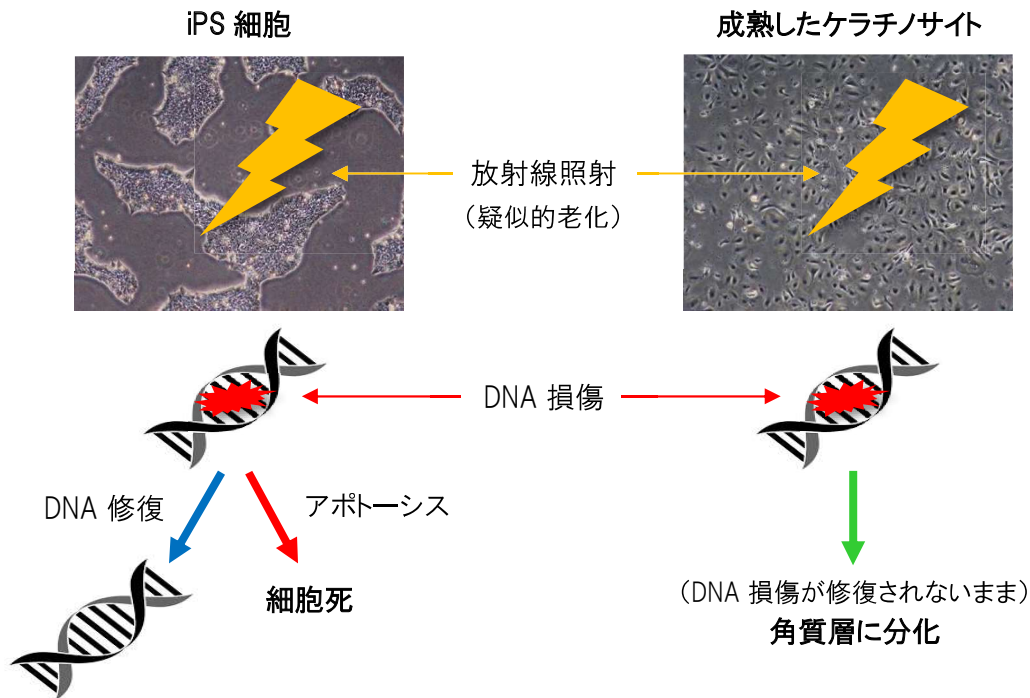 iPS 細胞
成熟したケラチノサイト
放射線照射
（疑似的老化）
DNA 損傷
DNA 修復
アポトーシス
細胞死
（DNA 損傷が修復されないまま）
角質層に分化